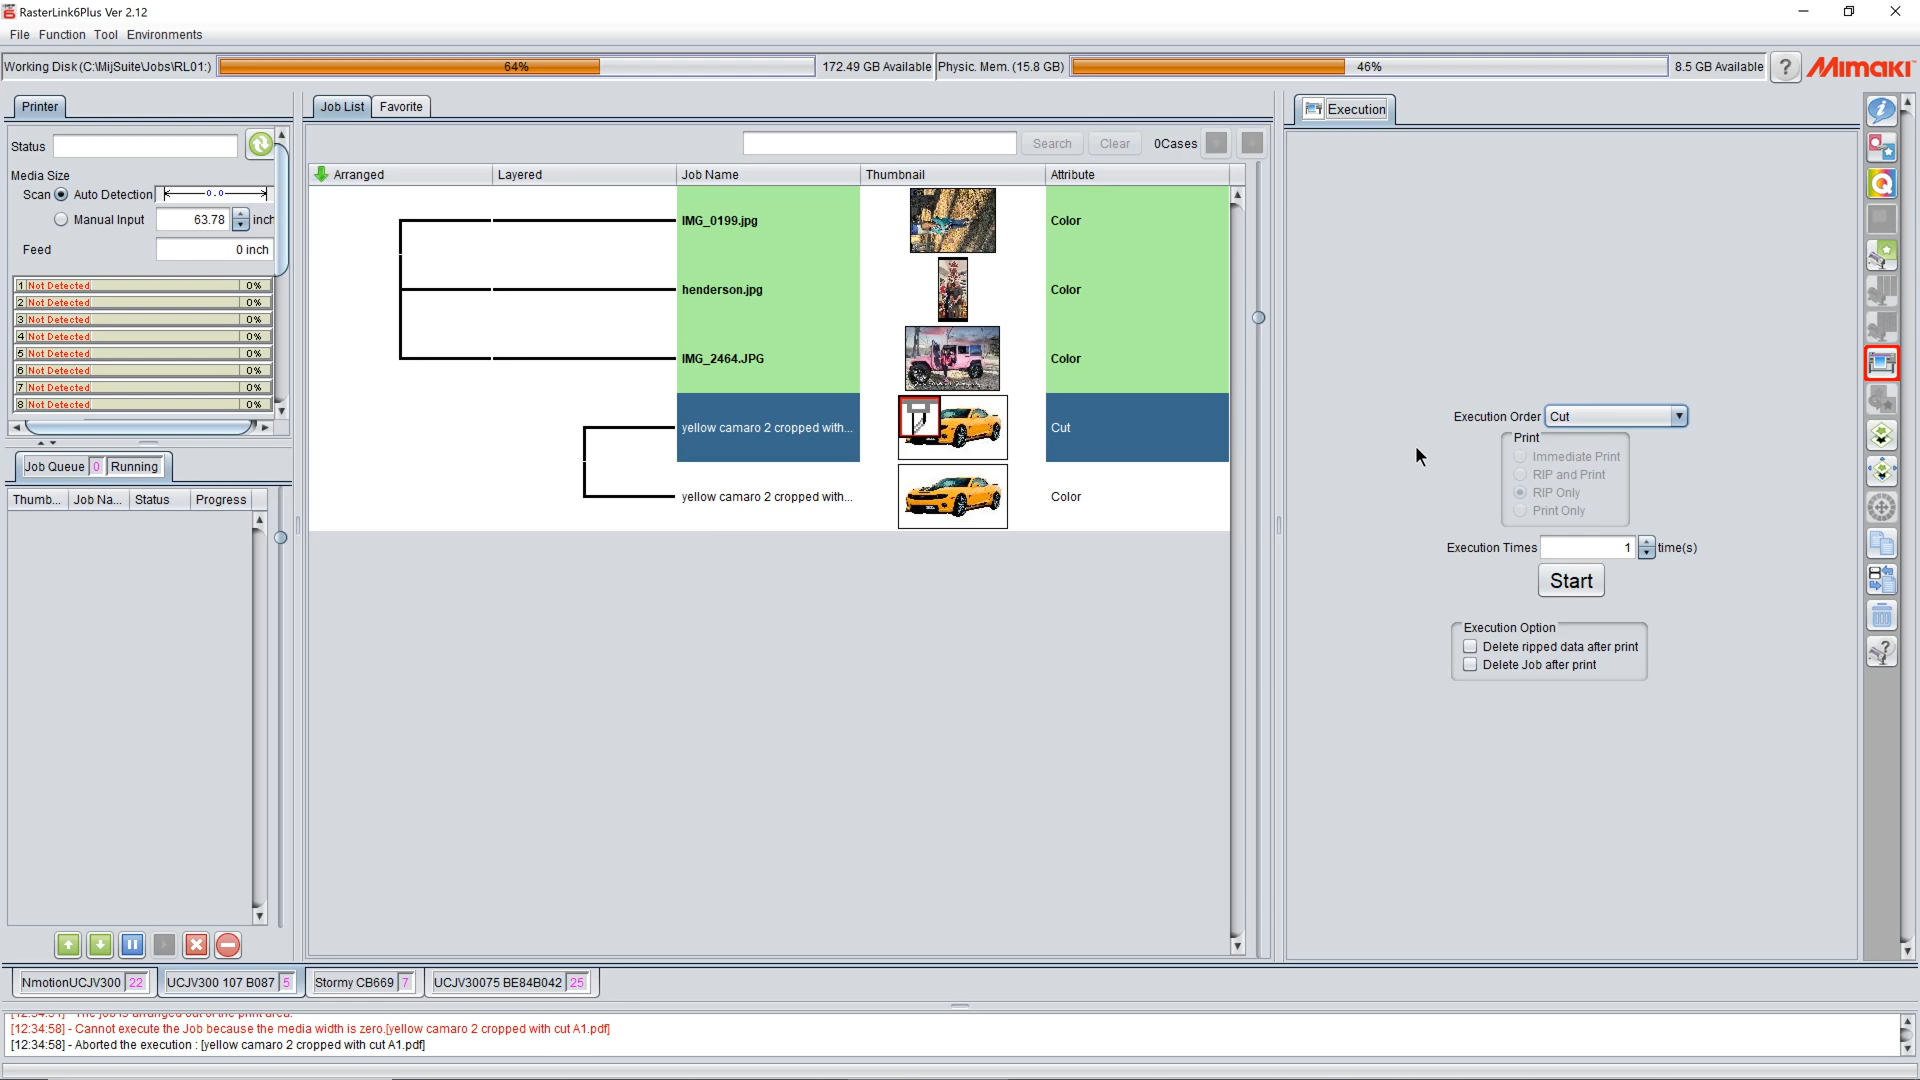 RasterLink6Plus Ver 2.12
File Function Tool Environments
Working Disk (C:\MijSuite\Jobs\RL01:) 64% 172.49 GB Available Physic. Mem. (15.8 GB) 46% 8.5 GB Available ? Mimaki
Printer
Status
Media Size
Scan Auto Detection 0.0
Manual Input 63.78 inch
Feed 0 inch
1 Not Detected 0%
2 Not Detected 0%
3 Not Detected 0%
4 Not Detected 0%
5 Not Detected 0%
6 Not Detected 0%
7 Not Detected 0%
8 Not Detected 0%
Job Queue 0 Running
Thumb... Job Na... Status Progress
Job List Favorite
Search Clear 0Cases
Arranged Layered Job Name Thumbnail Attribute
IMG_0199.jpg Color
henderson.jpg Color
IMG_2464.JPG Color
yellow camaro 2 cropped with... Cut
yellow camaro 2 cropped with... Color
Execution
Execution Order Cut
Print
Immediate Print
RIP and Print
RIP Only
Print Only
Execution Times 1 time(s)
Start
Execution Option
Delete ripped data after print
Delete Job after print
NmotionUCJV300 22 UCJV300 107 B087 5 Stormy CB669 7 UCJV30075 BE84B042 25
[12:34:58] - Cannot execute the Job because the media width is zero.[yellow camaro 2 cropped with cut A1.pdf]
[12:34:58] - Aborted the execution : [yellow camaro 2 cropped with cut A1.pdf]